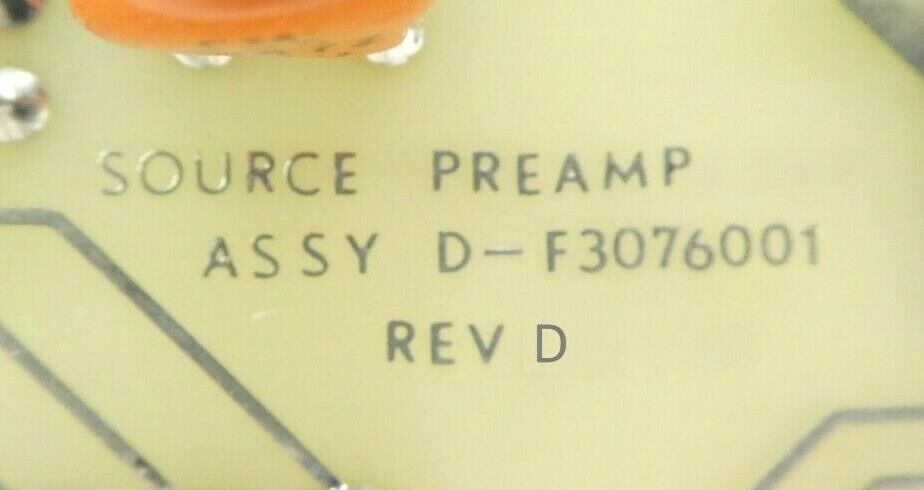 SOURCE PREAMP
ASSY D-F3076001
REV D